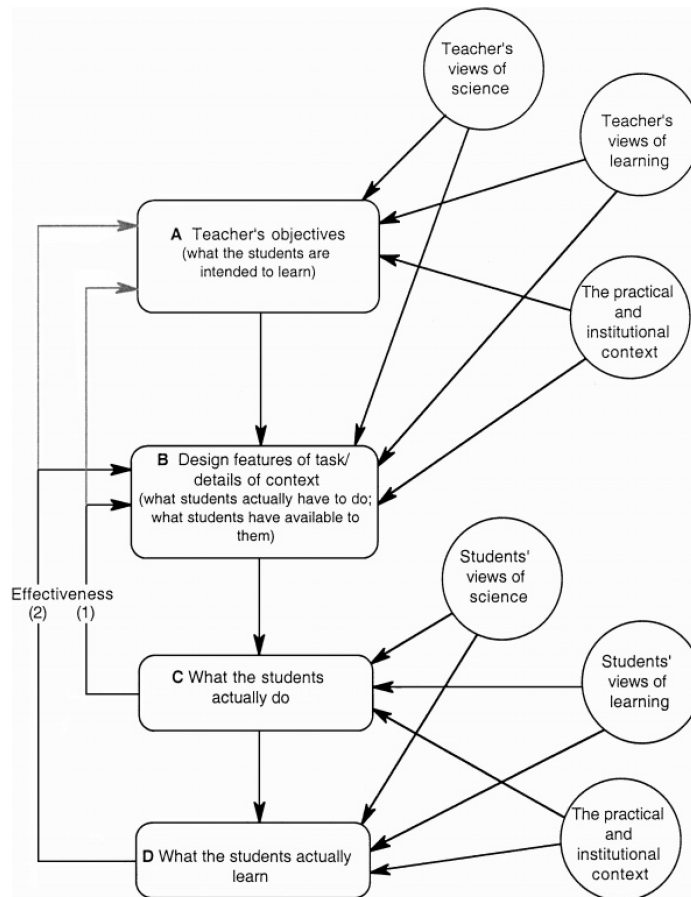 Teacher's
views of
science
Teacher's
views of
learning
A Teacher's objectives
(what the students are
intended to learn)
The practical
and
institutional
context
B Design features of task/
details of context
(what students actually have to do;
what students have available to
them)
Students'
views of
science
Effectiveness
(2) (1)
C What the students
actually do
Students'
views of
learning
The practical
and
institutional
context
D What the students actually
learn